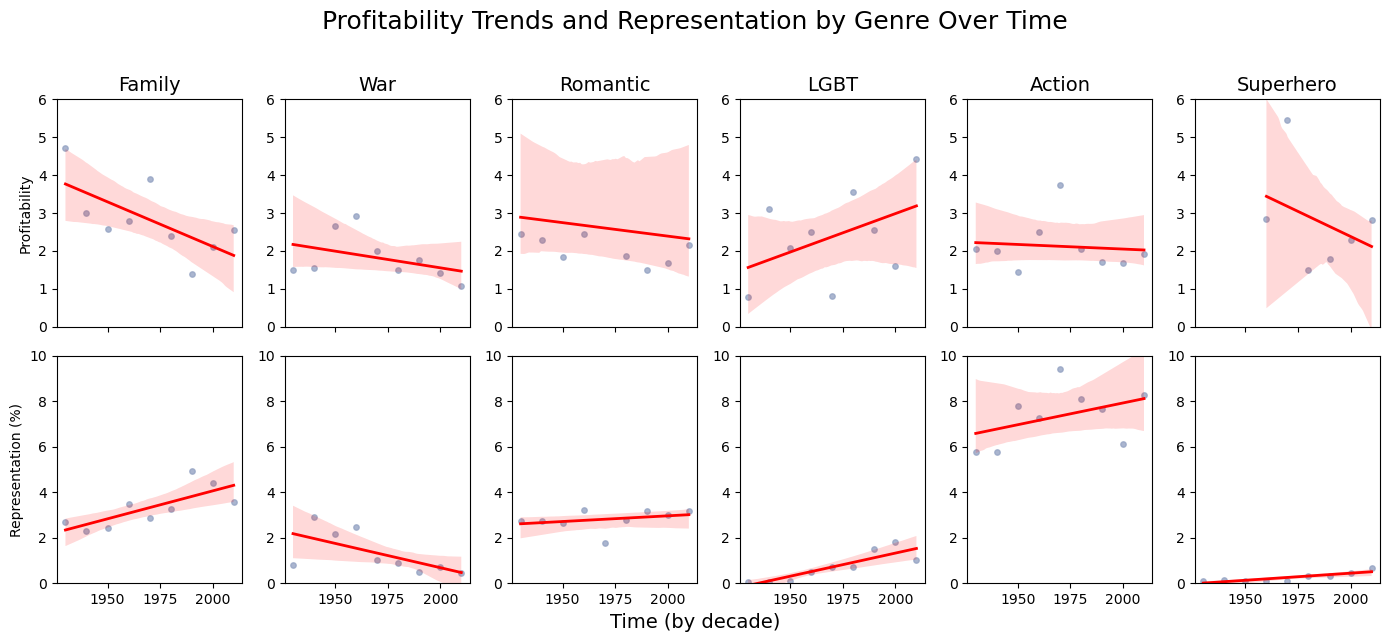 Profitability Trends and Representation by Genre Over Time
Family War Romantic LGBT Action Superhero
Profitability
6 5 4 3 2 1 0
6 5 4 3 2 1 0
6 5 4 3 2 1 0
6 5 4 3 2 1 0
6 5 4 3 2 1 0
6 5 4 3 2 1 0
Representation (%)
10 8 6 4 2 0
10 8 6 4 2 0
10 8 6 4 2 0
10 8 6 4 2 0
10 8 6 4 2 0
10 8 6 4 2 0
1950 1975 2000 1950 1975 2000 1950 1975 2000 1950 1975 2000 1950 1975 2000 1950 1975 2000
Time (by decade)